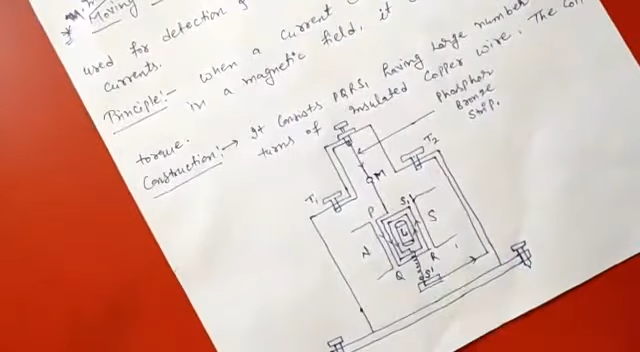 * Moving
used for detection of
currents.
Principle:- When a current
in a magnetic field, it
torque.
Construction:→ It consists PQRS, having large number
turns of insulated copper wire. The coil
Phosphor
Bronze
Strip.
T2
M
T1
P
S1
S
N
Q
R
S'